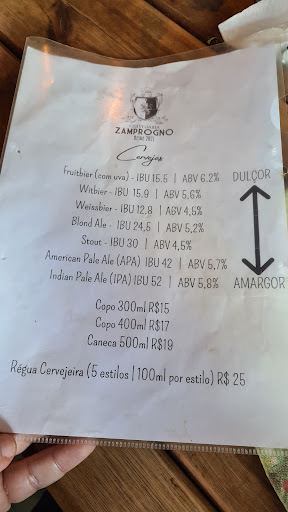 ZAMPROGNO
Cervejas
Fruitbier (com uva) - IBU 15.5 | ABV 6.2% DULÇOR
Witbier - IBU 15.9 | ABV 5,6%
Weissbier - IBU 12,8 | ABV 4,5%
Blond Ale - IBU 24,5 | ABV 5,2%
Stout - IBU 30 | ABV 4,5%
American Pale Ale (APA) IBU 42 | ABV 5,7%
Indian Pale Ale (IPA) IBU 52 | ABV 5,8% AMARGOR
Copo 300ml R$15
Copo 400ml R$17
Caneca 500ml R$19
Régua Cervejeira (5 estilos | 100ml por estilo) R$ 25